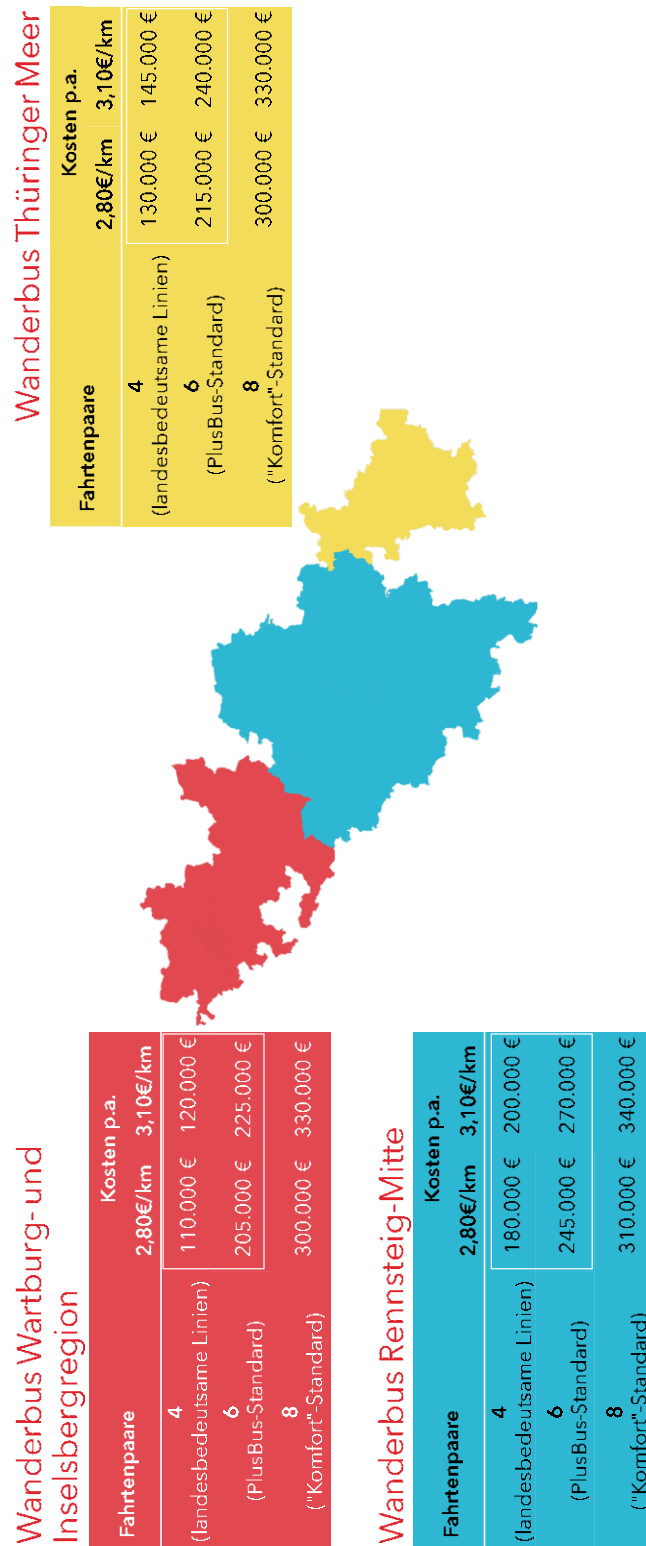 Wanderbus Wartburg- und
Inselsbergregion
Fahrtenpaare Kosten p.a.
2,80€/km 3,10€/km
4 110.000 € 120.000 €
(landesbedeutsame Linien)
6 205.000 € 225.000 €
(PlusBus-Standard)
8 300.000 € 330.000 €
("Komfort"-Standard)
Wanderbus Rennsteig-Mitte
Fahrtenpaare Kosten p.a.
2,80€/km 3,10€/km
4 180.000 € 200.000 €
(landesbedeutsame Linien)
6 245.000 € 270.000 €
(PlusBus-Standard)
8 310.000 € 340.000 €
("Komfort"-Standard)
Wanderbus Thüringer Meer
Fahrtenpaare Kosten p.a.
2,80€/km 3,10€/km
4 130.000 € 145.000 €
(landesbedeutsame Linien)
6 215.000 € 240.000 €
(PlusBus-Standard)
8 300.000 € 330.000 €
("Komfort"-Standard)